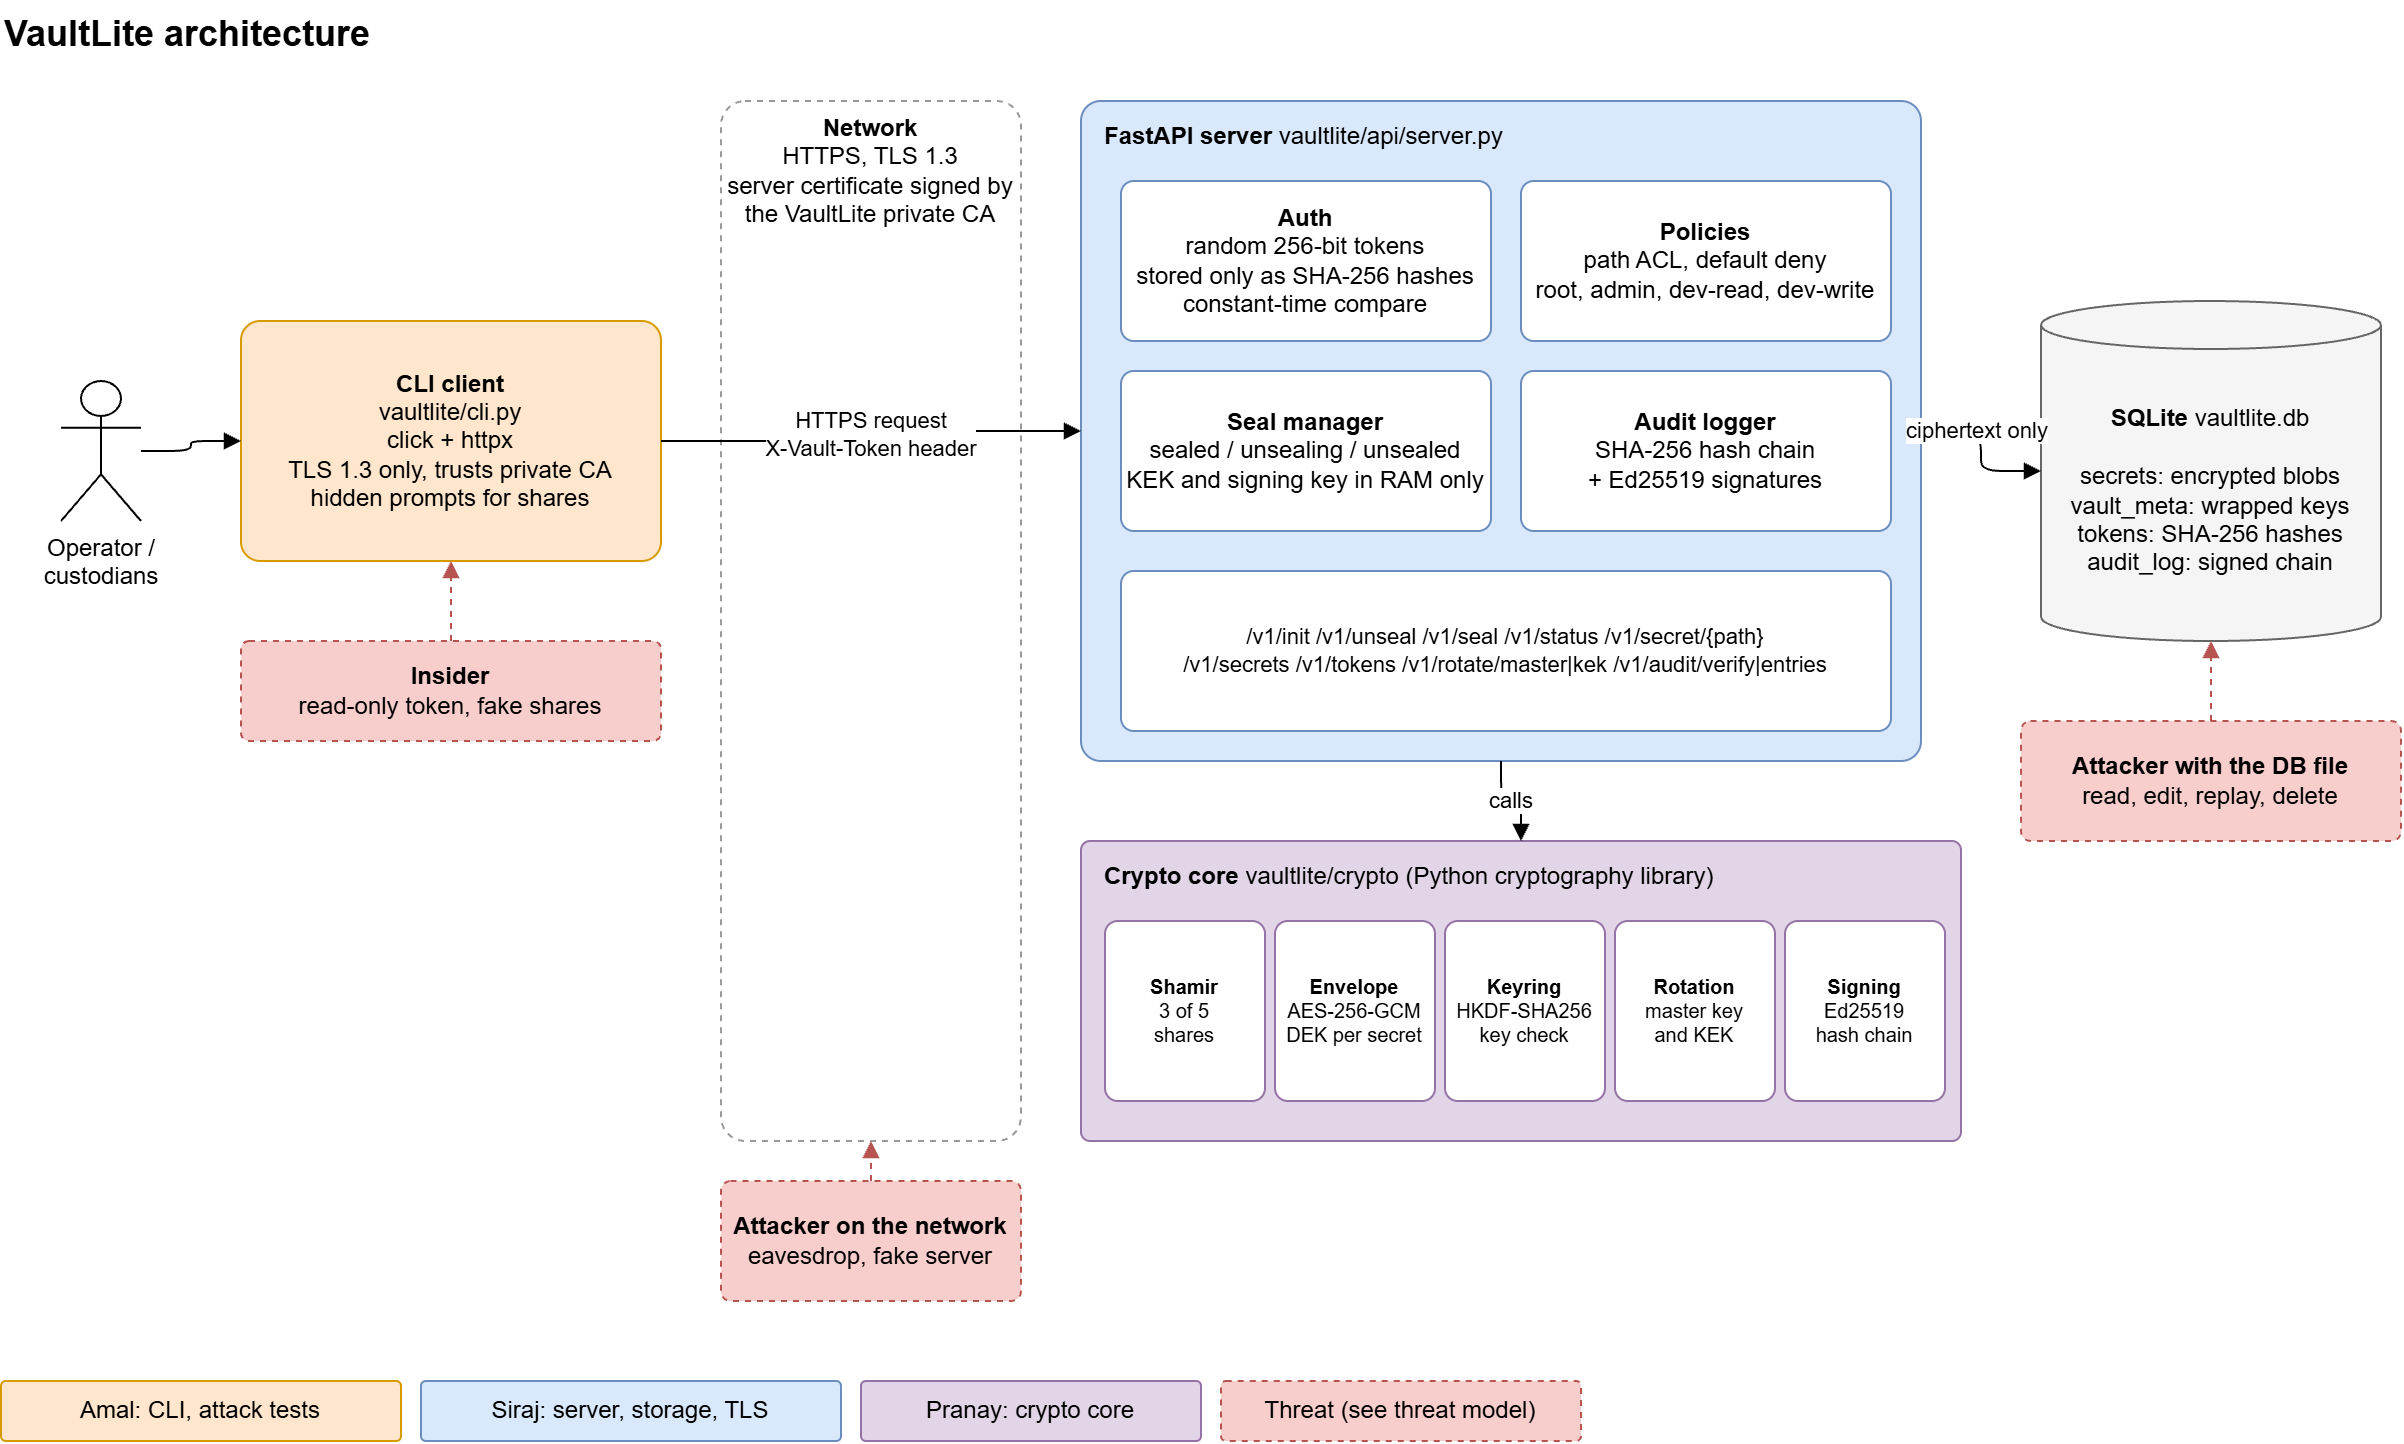 VaultLite architecture
Network
HTTPS, TLS 1.3
server certificate signed by
the VaultLite private CA
FastAPI server vaultlite/api/server.py
Auth
random 256-bit tokens
stored only as SHA-256 hashes
constant-time compare
Policies
path ACL, default deny
root, admin, dev-read, dev-write
CLI client
vaultlite/cli.py
click + httpx
TLS 1.3 only, trusts private CA
hidden prompts for shares
Operator /
custodians
HTTPS request
X-Vault-Token header
Seal manager
sealed / unsealing / unsealed
KEK and signing key in RAM only
Audit logger
SHA-256 hash chain
+ Ed25519 signatures
ciphertext only
SQLite vaultlite.db
secrets: encrypted blobs
vault_meta: wrapped keys
tokens: SHA-256 hashes
audit_log: signed chain
/v1/init /v1/unseal /v1/seal /v1/status /v1/secret/{path}
/v1/secrets /v1/tokens /v1/rotate/master|kek /v1/audit/verify|entries
Insider
read-only token, fake shares
Attacker with the DB file
read, edit, replay, delete
calls
Crypto core vaultlite/crypto (Python cryptography library)
Shamir
3 of 5
shares
Envelope
AES-256-GCM
DEK per secret
Keyring
HKDF-SHA256
key check
Rotation
master key
and KEK
Signing
Ed25519
hash chain
Attacker on the network
eavesdrop, fake server
Amal: CLI, attack tests
Siraj: server, storage, TLS
Pranay: crypto core
Threat (see threat model)